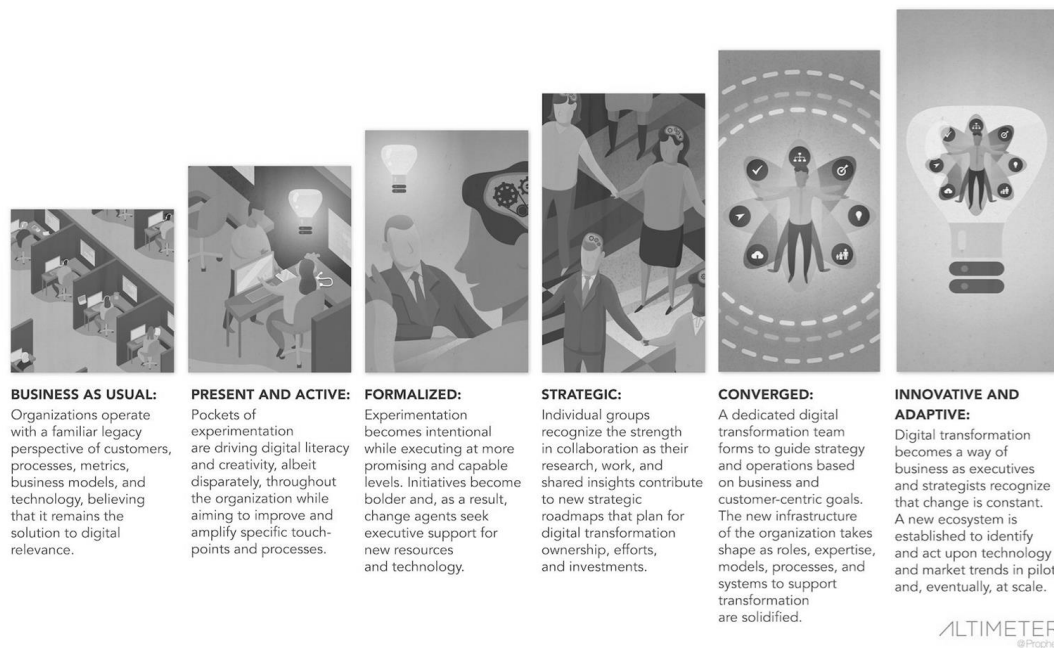 BUSINESS AS USUAL:
Organizations operate
with a familiar legacy
perspective of customers,
processes, metrics,
business models, and
technology, believing
that it remains the
solution to digital
relevance.
PRESENT AND ACTIVE:
Pockets of
experimentation
are driving digital literacy
and creativity, albeit
disparately, throughout
the organization while
aiming to improve and
amplify specific touch-
points and processes.
FORMALIZED:
Experimentation
becomes intentional
while executing at more
promising and capable
levels. Initiatives become
bolder and, as a result,
change agents seek
executive support for
new resources
and technology.
STRATEGIC:
Individual groups
recognize the strength
in collaboration as their
research, work, and
shared insights contribute
to new strategic
roadmaps that plan for
digital transformation
ownership, efforts,
and investments.
CONVERGED:
A dedicated digital
transformation team
forms to guide strategy
and operations based
on business and
customer-centric goals.
The new infrastructure
of the organization takes
shape as roles, expertise,
models, processes, and
systems to support
transformation
are solidified.
INNOVATIVE AND
ADAPTIVE:
Digital transformation
becomes a way of
business as executives
and strategists recognize
that change is constant.
A new ecosystem is
established to identify
and act upon technology
and market trends in pilot
and, eventually, at scale.
ALTIMETER
@Prophe